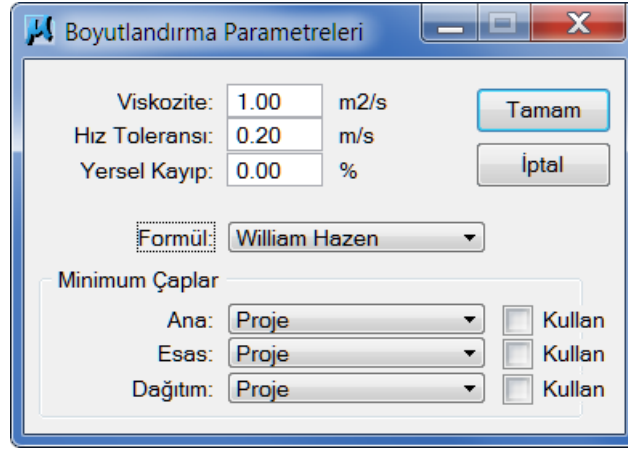 Boyutlandırma Parametreleri
Viskozite: 1.00 m2/s
Tamam
Hız Toleransı: 0.20 m/s
Yersel Kayıp: 0.00 %
İptal
Formül: William Hazen
Minimum Çaplar
Ana: Proje Kullan
Esas: Proje Kullan
Dağıtım: Proje Kullan